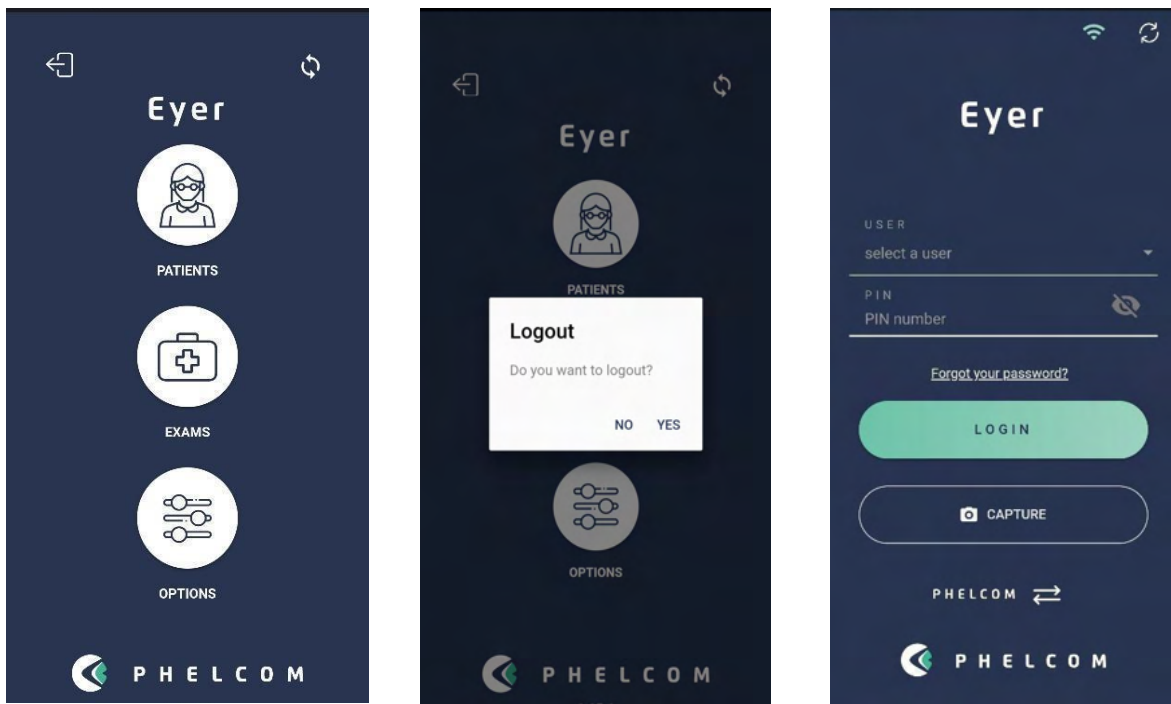 Eyer
PATIENTS
EXAMS
OPTIONS
PHELCOM
Eyer
PATIENTS
Logout
Do you want to logout?
NO YES
OPTIONS
PHELCOM
Eyer
USER
select a user
PIN
PIN number
Forgot your password?
LOGIN
CAPTURE
PHELCOM
PHELCOM